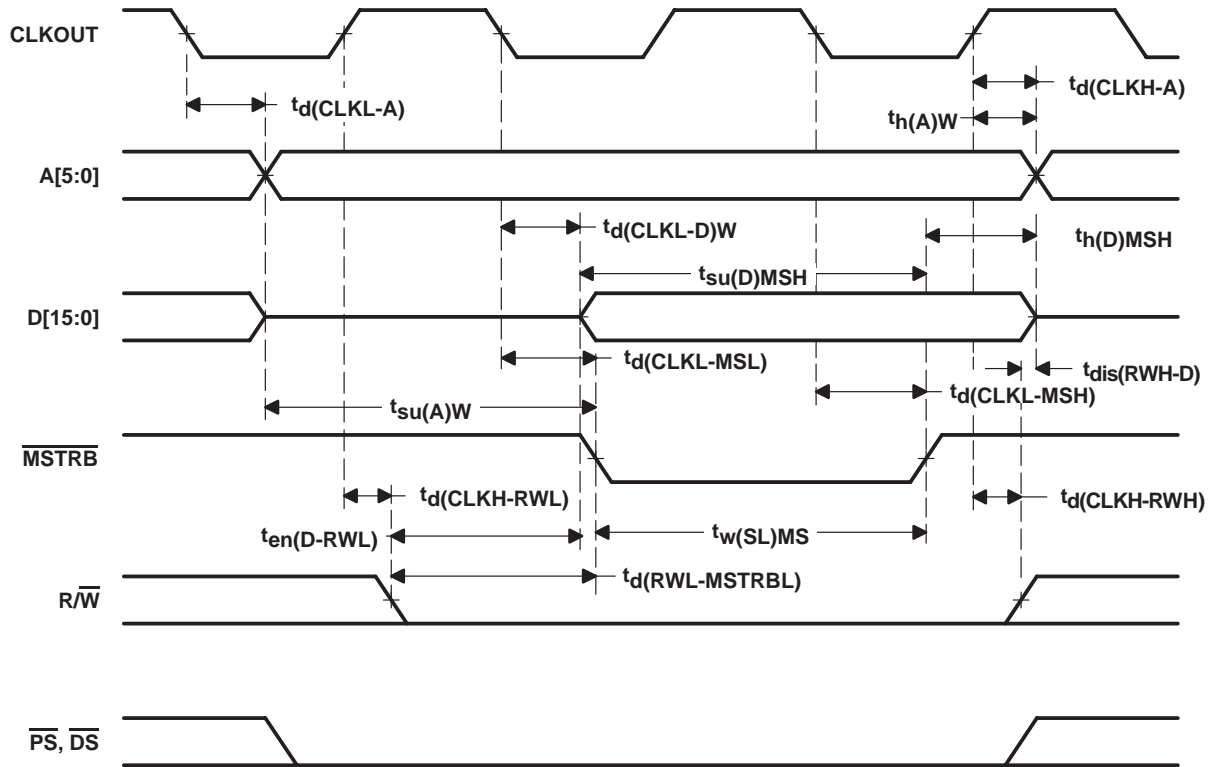 CLKOUT
td(CLKL-A)
td(CLKH-A)
th(A)W
A[5:0]
td(CLKL-D)W
th(D)MSH
tsu(D)MSH
D[15:0]
td(CLKL-MSL)
tdis(RWH-D)
td(CLKL-MSH)
tsu(A)W
MSTRB
td(CLKH-RWL)
td(CLKH-RWH)
ten(D-RWL)
tw(SL)MS
td(RWL-MSTRBL)
R/W
PS, DS